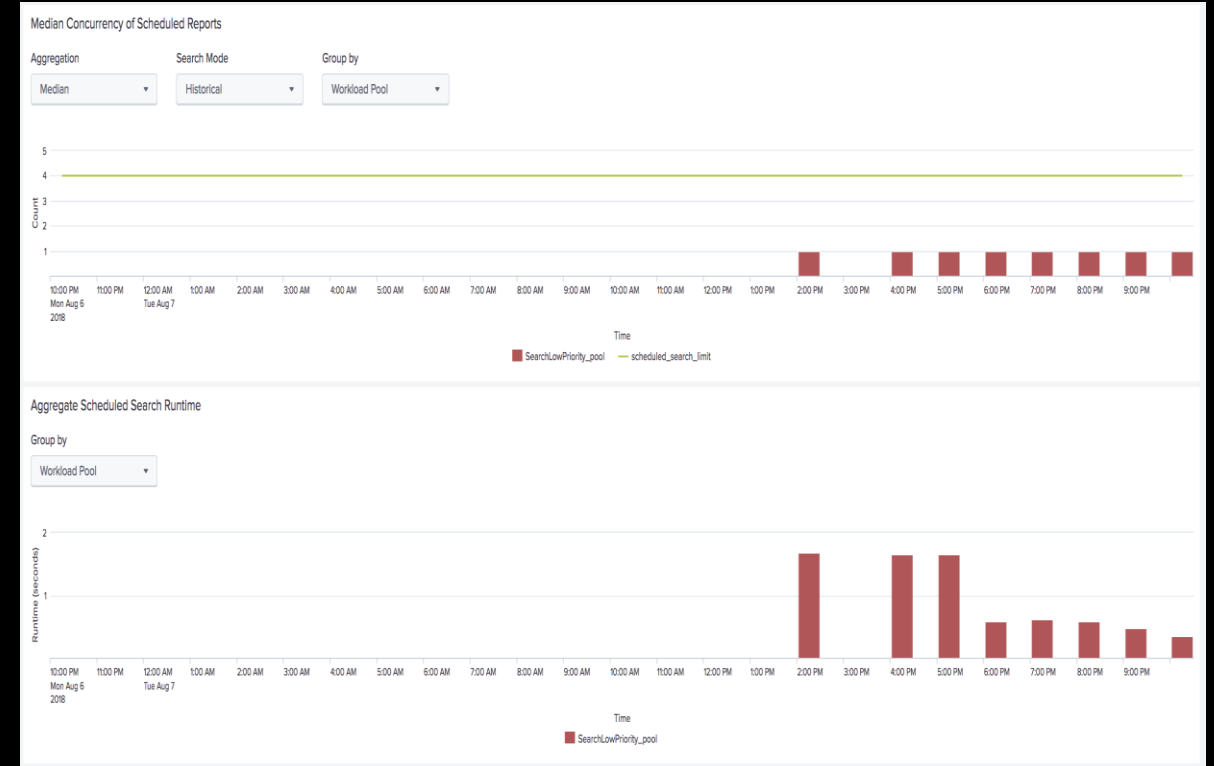 Median Concurrency of Scheduled Reports
Aggregation Search Mode Group by
Median Historical Workload Pool
5
4
3
2
1
Count
10:00 PM 11:00 PM 12:00 AM 1:00 AM 2:00 AM 3:00 AM 4:00 AM 5:00 AM 6:00 AM 7:00 AM 8:00 AM 9:00 AM 10:00 AM 11:00 AM 12:00 PM 1:00 PM 2:00 PM 3:00 PM 4:00 PM 5:00 PM 6:00 PM 7:00 PM 8:00 PM 9:00 PM
Mon Aug 6 Tue Aug 7
2018
Time
SearchLowPriority_pool scheduled_search_limit
Aggregate Scheduled Search Runtime
Group by
Workload Pool
2
1
Runtime (seconds)
10:00 PM 11:00 PM 12:00 AM 1:00 AM 2:00 AM 3:00 AM 4:00 AM 5:00 AM 6:00 AM 7:00 AM 8:00 AM 9:00 AM 10:00 AM 11:00 AM 12:00 PM 1:00 PM 2:00 PM 3:00 PM 4:00 PM 5:00 PM 6:00 PM 7:00 PM 8:00 PM 9:00 PM
Mon Aug 6 Tue Aug 7
2018
Time
SearchLowPriority_pool